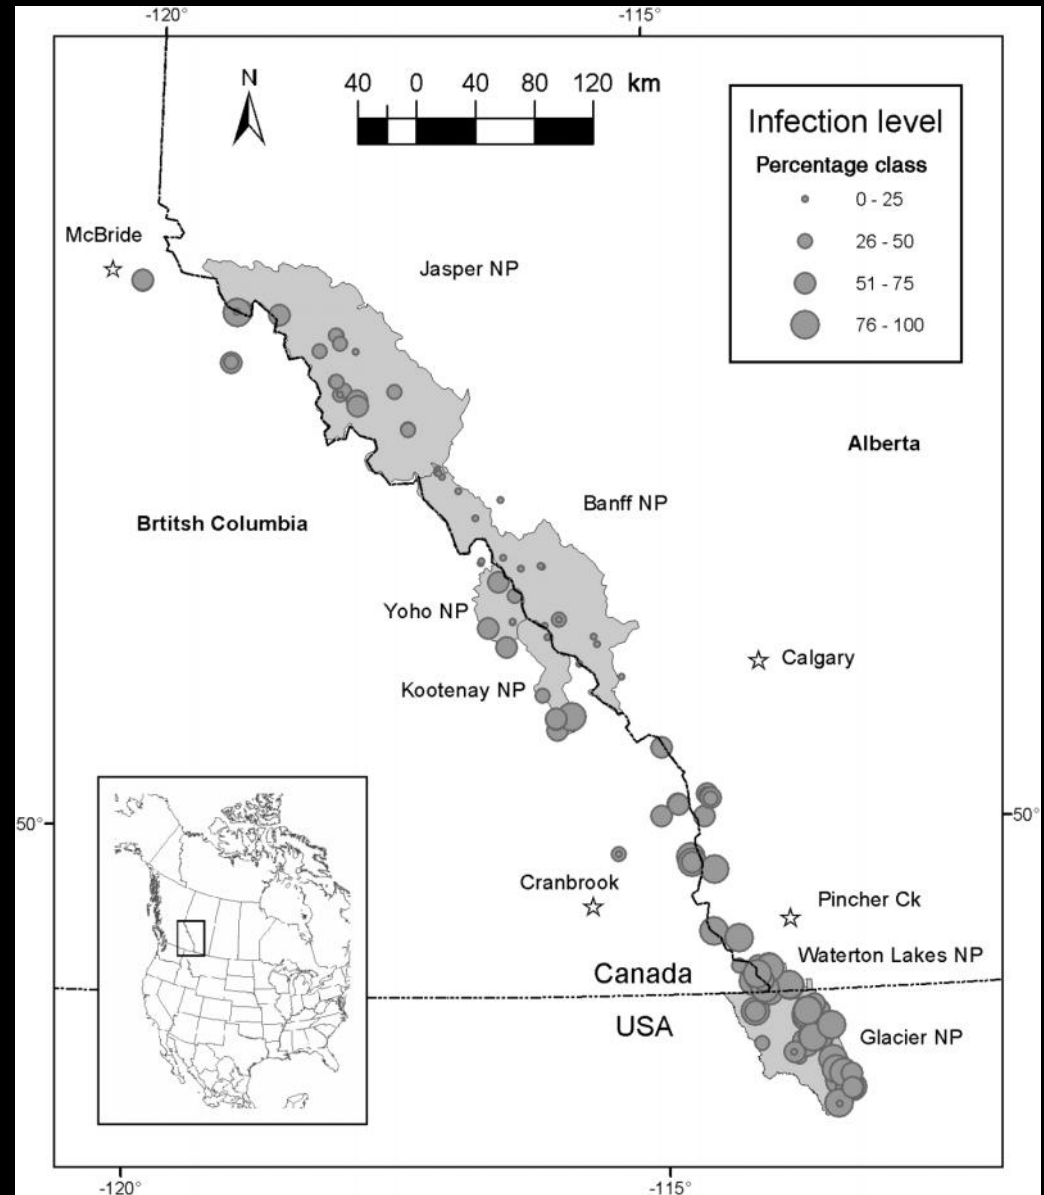 -120°
-115°
N
40 0 40 80 120 km
Infection level
Percentage class
0 - 25
26 - 50
51 - 75
76 - 100
McBride
Jasper NP
Alberta
Banff NP
Brtitsh Columbia
Yoho NP
Calgary
Kootenay NP
50°
50°
Cranbrook
Pincher Ck
Waterton Lakes NP
Canada
USA
Glacier NP
-120°
-115°